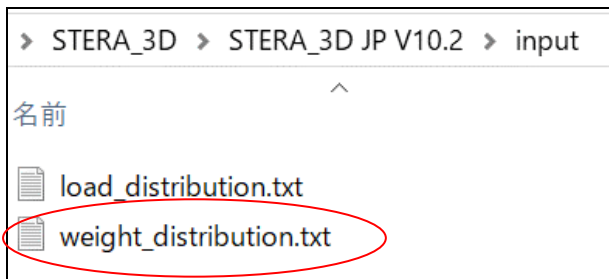 > STERA_3D > STERA_3D JP V10.2 > input
名前
load_distribution.txt
weight_distribution.txt